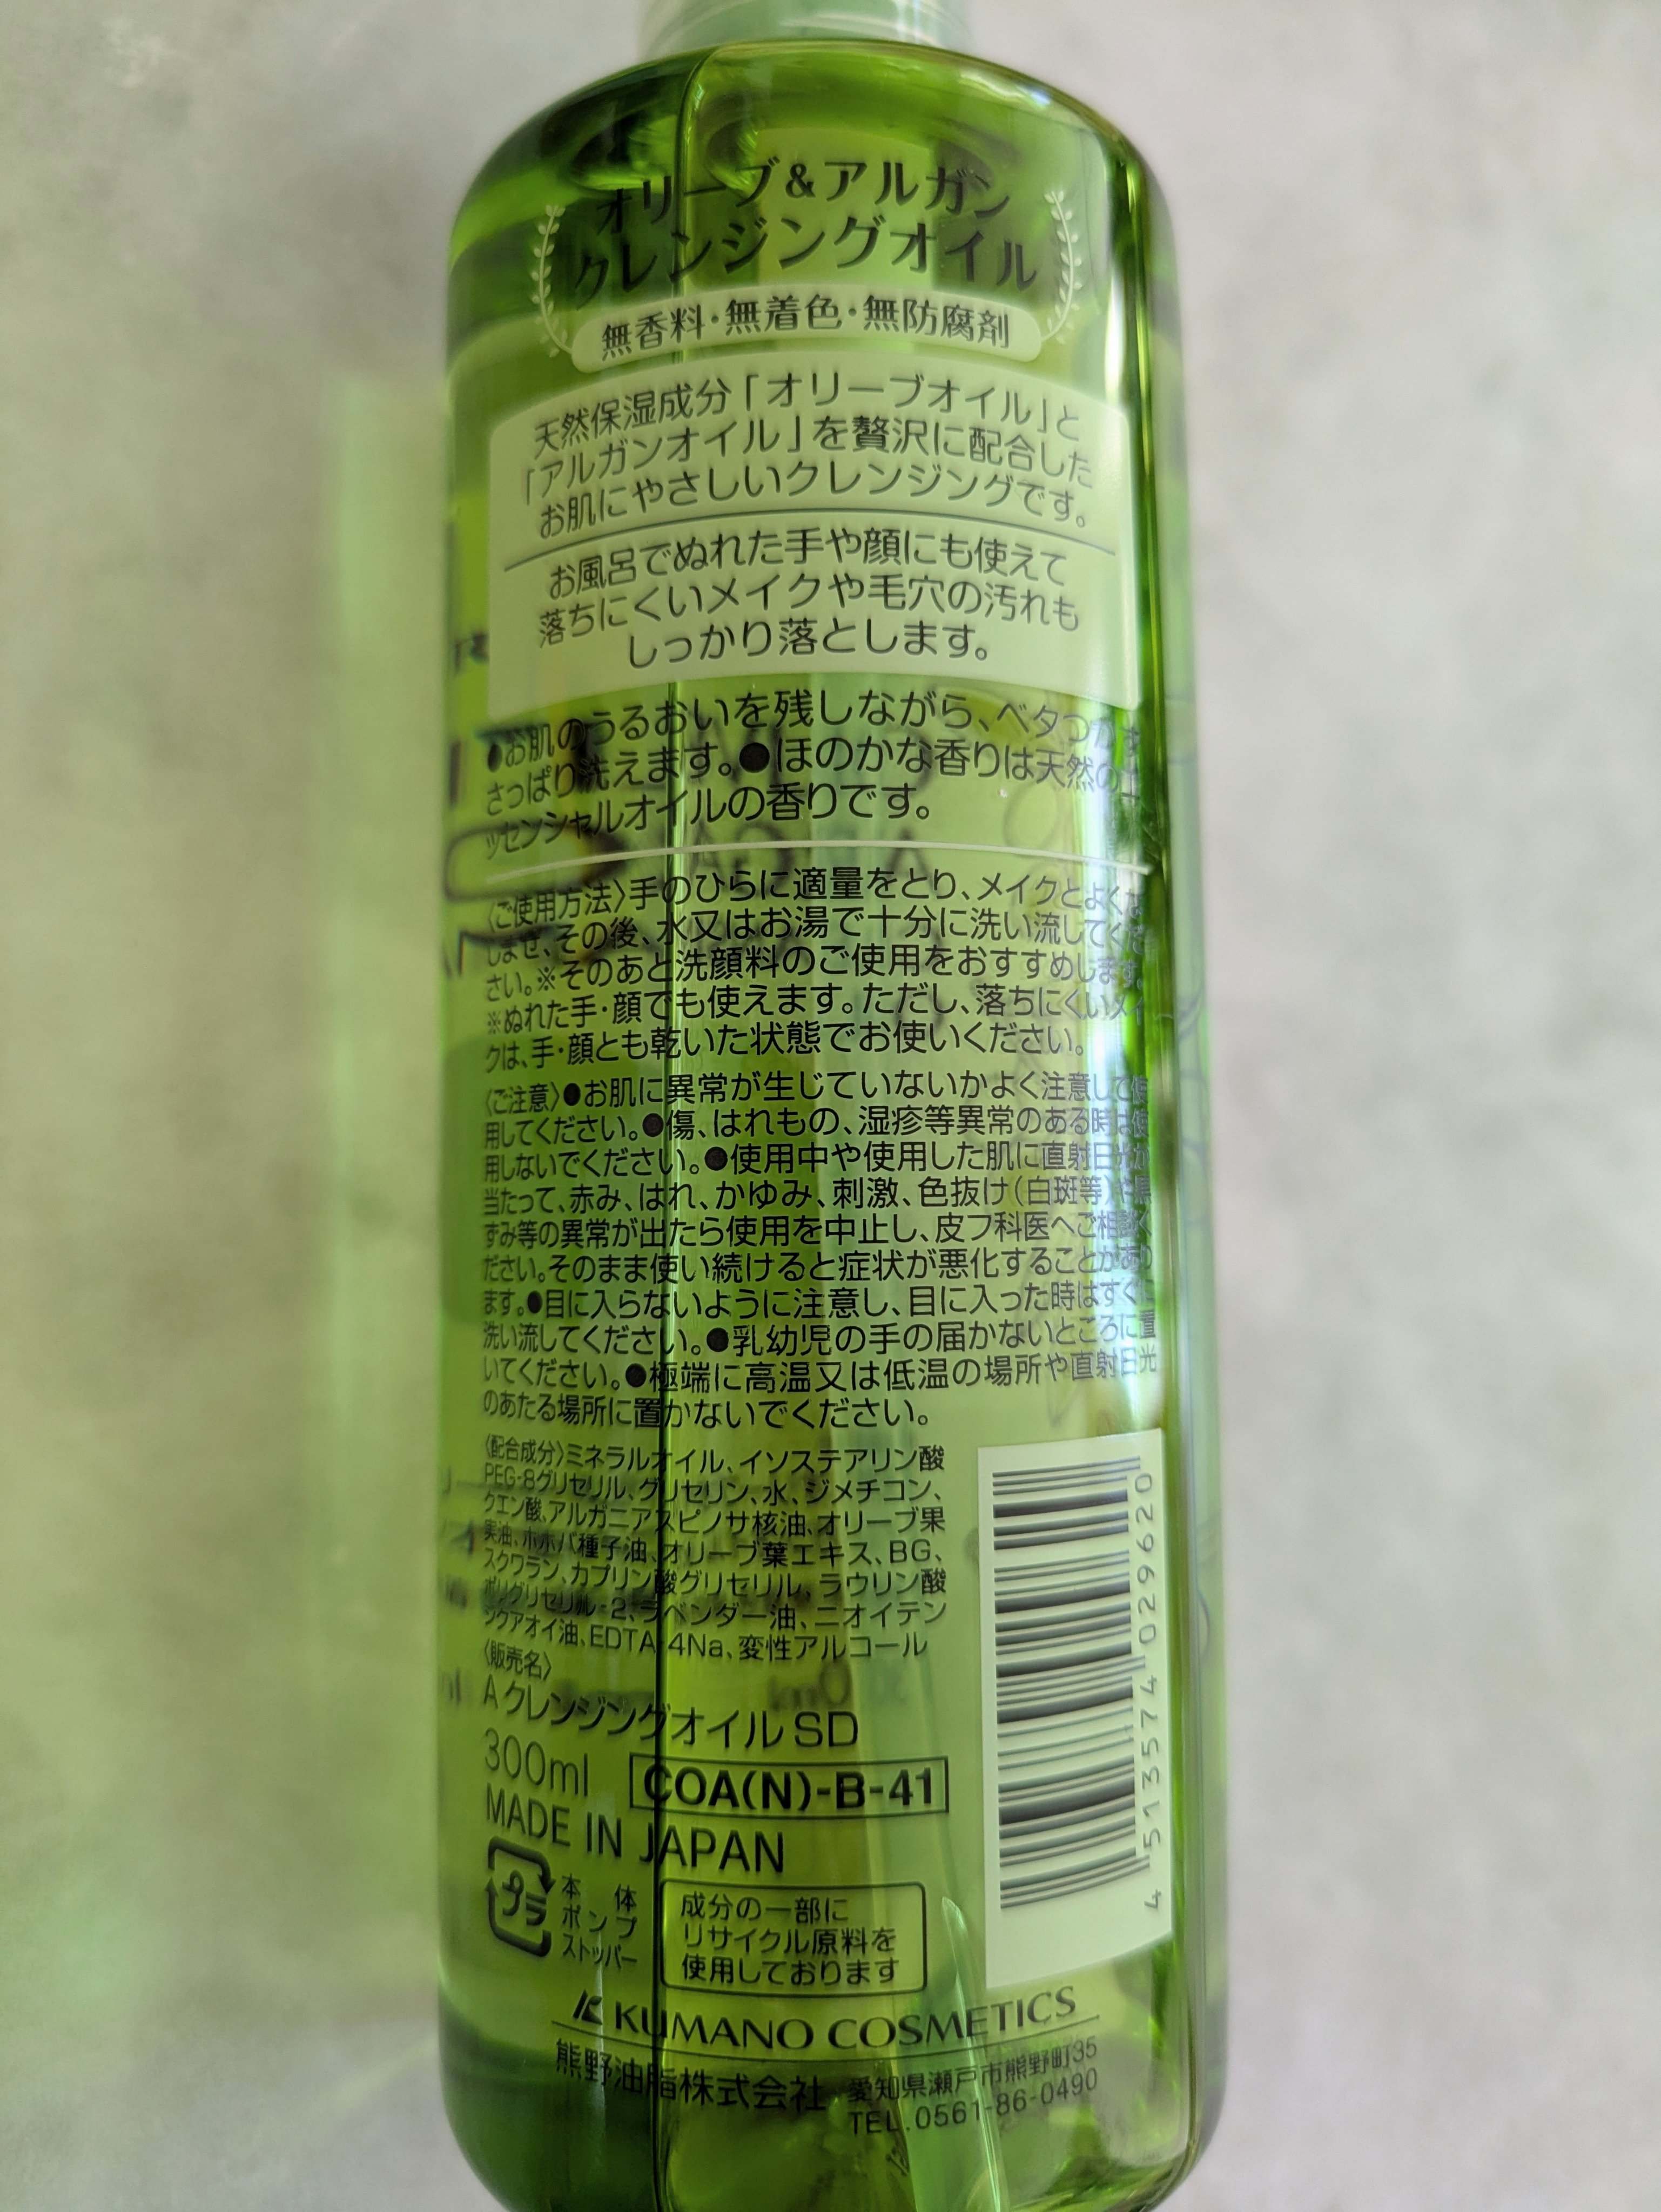 オリーブ&アルガン
クレンジングオイル
無香料・無着色・無防腐剤
天然保湿成分「オリーブオイル」と
「アルガンオイル」を贅沢に配合した
お肌にやさしいクレンジングです。
お風呂でぬれた手や顔にも使えて
落ちにくいメイクや毛穴の汚れも
しっかり落とします。
●お肌のうるおいを残しながら、ベタつかず
さっぱり洗えます。●ほのかな香りは天然のエ
ッセンシャルオイルの香りです。
〈ご使用方法〉手のひらに適量をとり、メイクとよくな
じませ、その後、水又はお湯で十分に洗い流してくだ
さい。※そのあと洗顔料のご使用をおすすめします。
※ぬれた手・顔でも使えます。ただし、落ちにくいメイ
クは、手・顔とも乾いた状態でお使いください。
〈ご注意〉●お肌に異常が生じていないかよく注意して使
用してください。●傷、はれもの、湿疹等異常のある時は使
用しないでください。●使用中や使用した肌に直射日光が
当たって、赤み、はれ、かゆみ、刺激、色抜け(白斑等)や黒
ずみ等の異常が出たら使用を中止し、皮フ科医へご相談く
ださい。そのまま使い続けると症状が悪化することがあり
ます。●目に入らないように注意し、目に入った時はすぐに
洗い流してください。●乳幼児の手の届かないところに置
いてください。●極端に高温又は低温の場所や直射日光
のあたる場所に置かないでください。
〈配合成分〉ミネラルオイル、イソステアリン酸
PEG-8グリセリル、グリセリン、水、ジメチコン、
クエン酸、アルガニアスピノサ核油、オリーブ果
実油、ホホバ種子油、オリーブ葉エキス、BG、
スクワラン、カプリン酸グリセリル、ラウリン酸
ポリグリセリル-2、ラベンダー油、ニオイテン
ジクアオイ油、EDTA-4Na、変性アルコール
〈販売名〉
A クレンジングオイル SD
300ml COA(N)-B-41
MADE IN JAPAN
プラ
本体
ポンプ
ストッパー
成分の一部に
リサイクル原料を
使用しております
4 513574 029620
KUMANO COSMETICS
熊野油脂株式会社 愛知県瀬戸市熊野町35
TEL.0561-86-0490